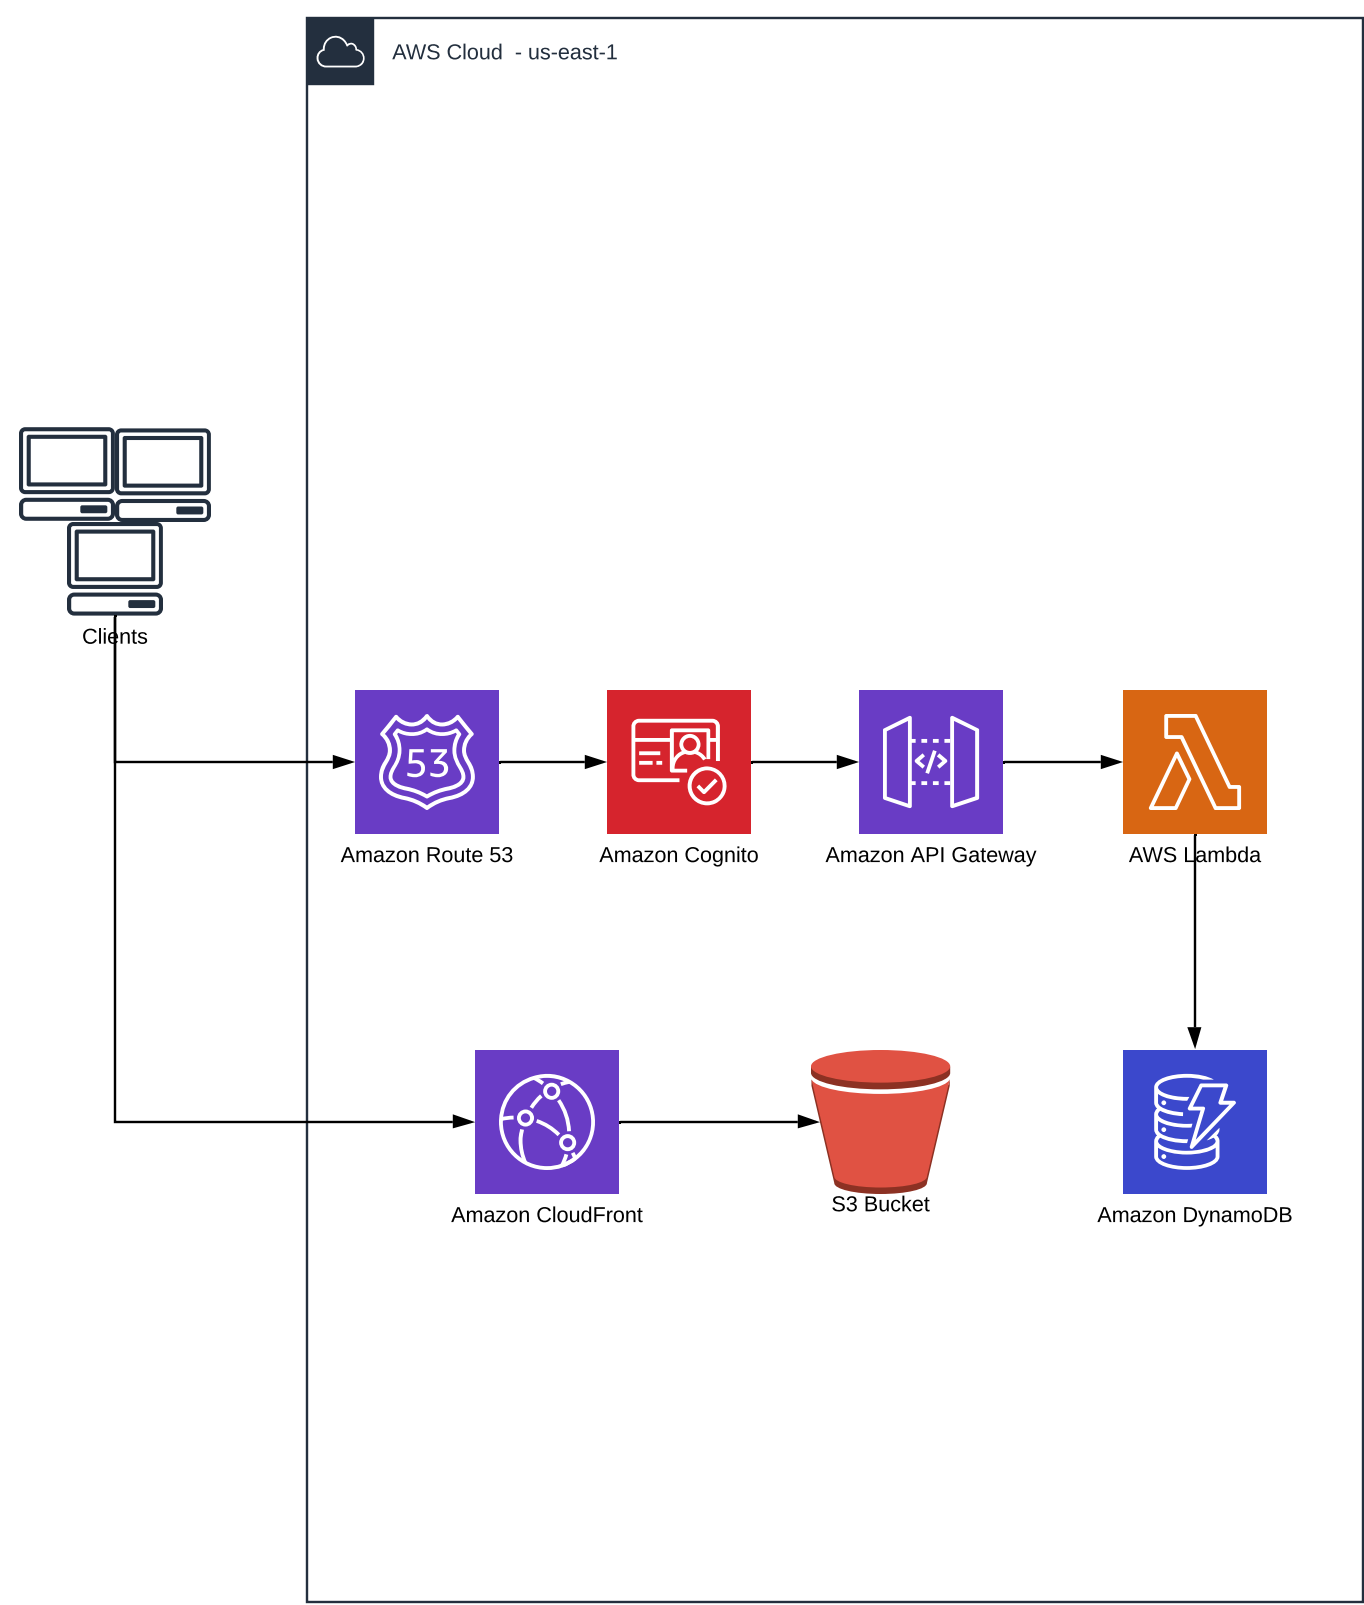 AWS Cloud  - us-east-1
Clients
53
Amazon Route 53
Amazon Cognito
</>
Amazon API Gateway
AWS Lambda
Amazon CloudFront
S3 Bucket
Amazon DynamoDB